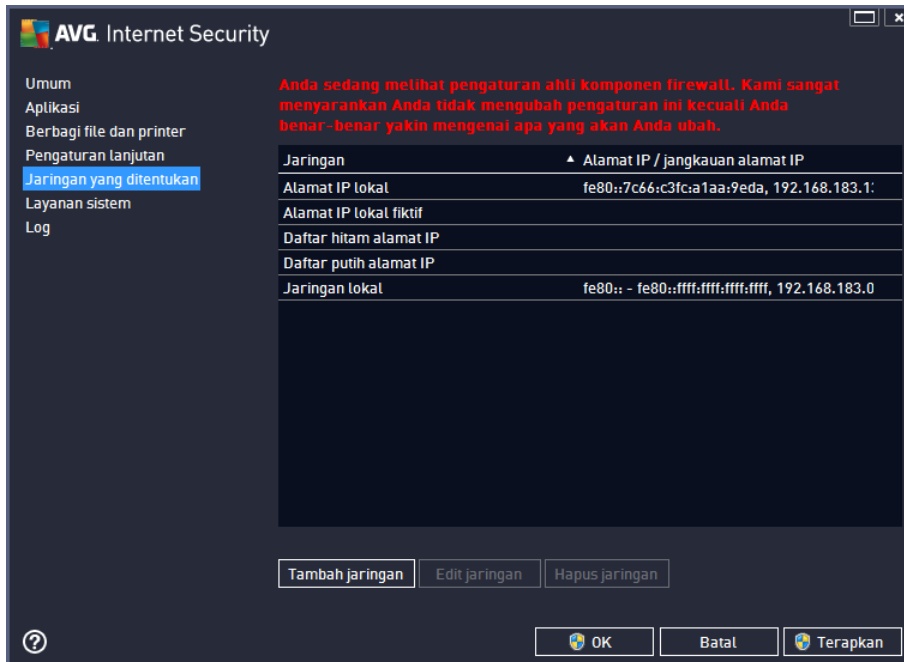 AVG. Internet Security
Umum
Aplikasi
Berbagi file dan printer
Pengaturan lanjutan
Jaringan yang ditentukan
Layanan sistem
Log
Anda sedang melihat pengaturan ahli komponen firewall. Kami sangat
menyarankan Anda tidak mengubah pengaturan ini kecuali Anda
benar-benar yakin mengenai apa yang akan Anda ubah.
Jaringan Alamat IP / jangkauan alamat IP
Alamat IP lokal fe80::7c66:c3fc:a1aa:9eda, 192.168.183.1
Alamat IP lokal fiktif
Daftar hitam alamat IP
Daftar putih alamat IP
Jaringan lokal fe80:: - fe80::ffff:ffff:ffff:ffff, 192.168.183.0
Tambah jaringan Edit jaringan Hapus jaringan
OK Batal Terapkan